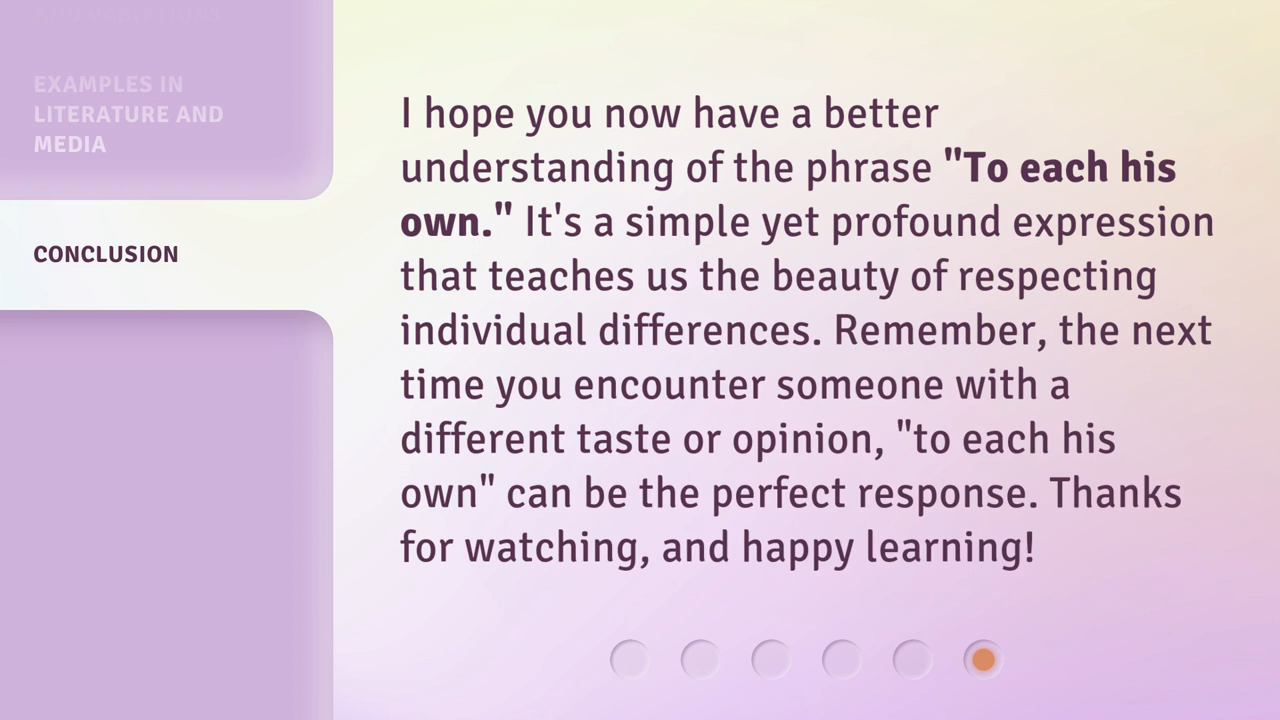 EXAMPLES IN
LITERATURE AND
MEDIA
CONCLUSION
I hope you now have a better
understanding of the phrase "To each his
own." It's a simple yet profound expression
that teaches us the beauty of respecting
individual differences. Remember, the next
time you encounter someone with a
different taste or opinion, "to each his
own" can be the perfect response. Thanks
for watching, and happy learning!